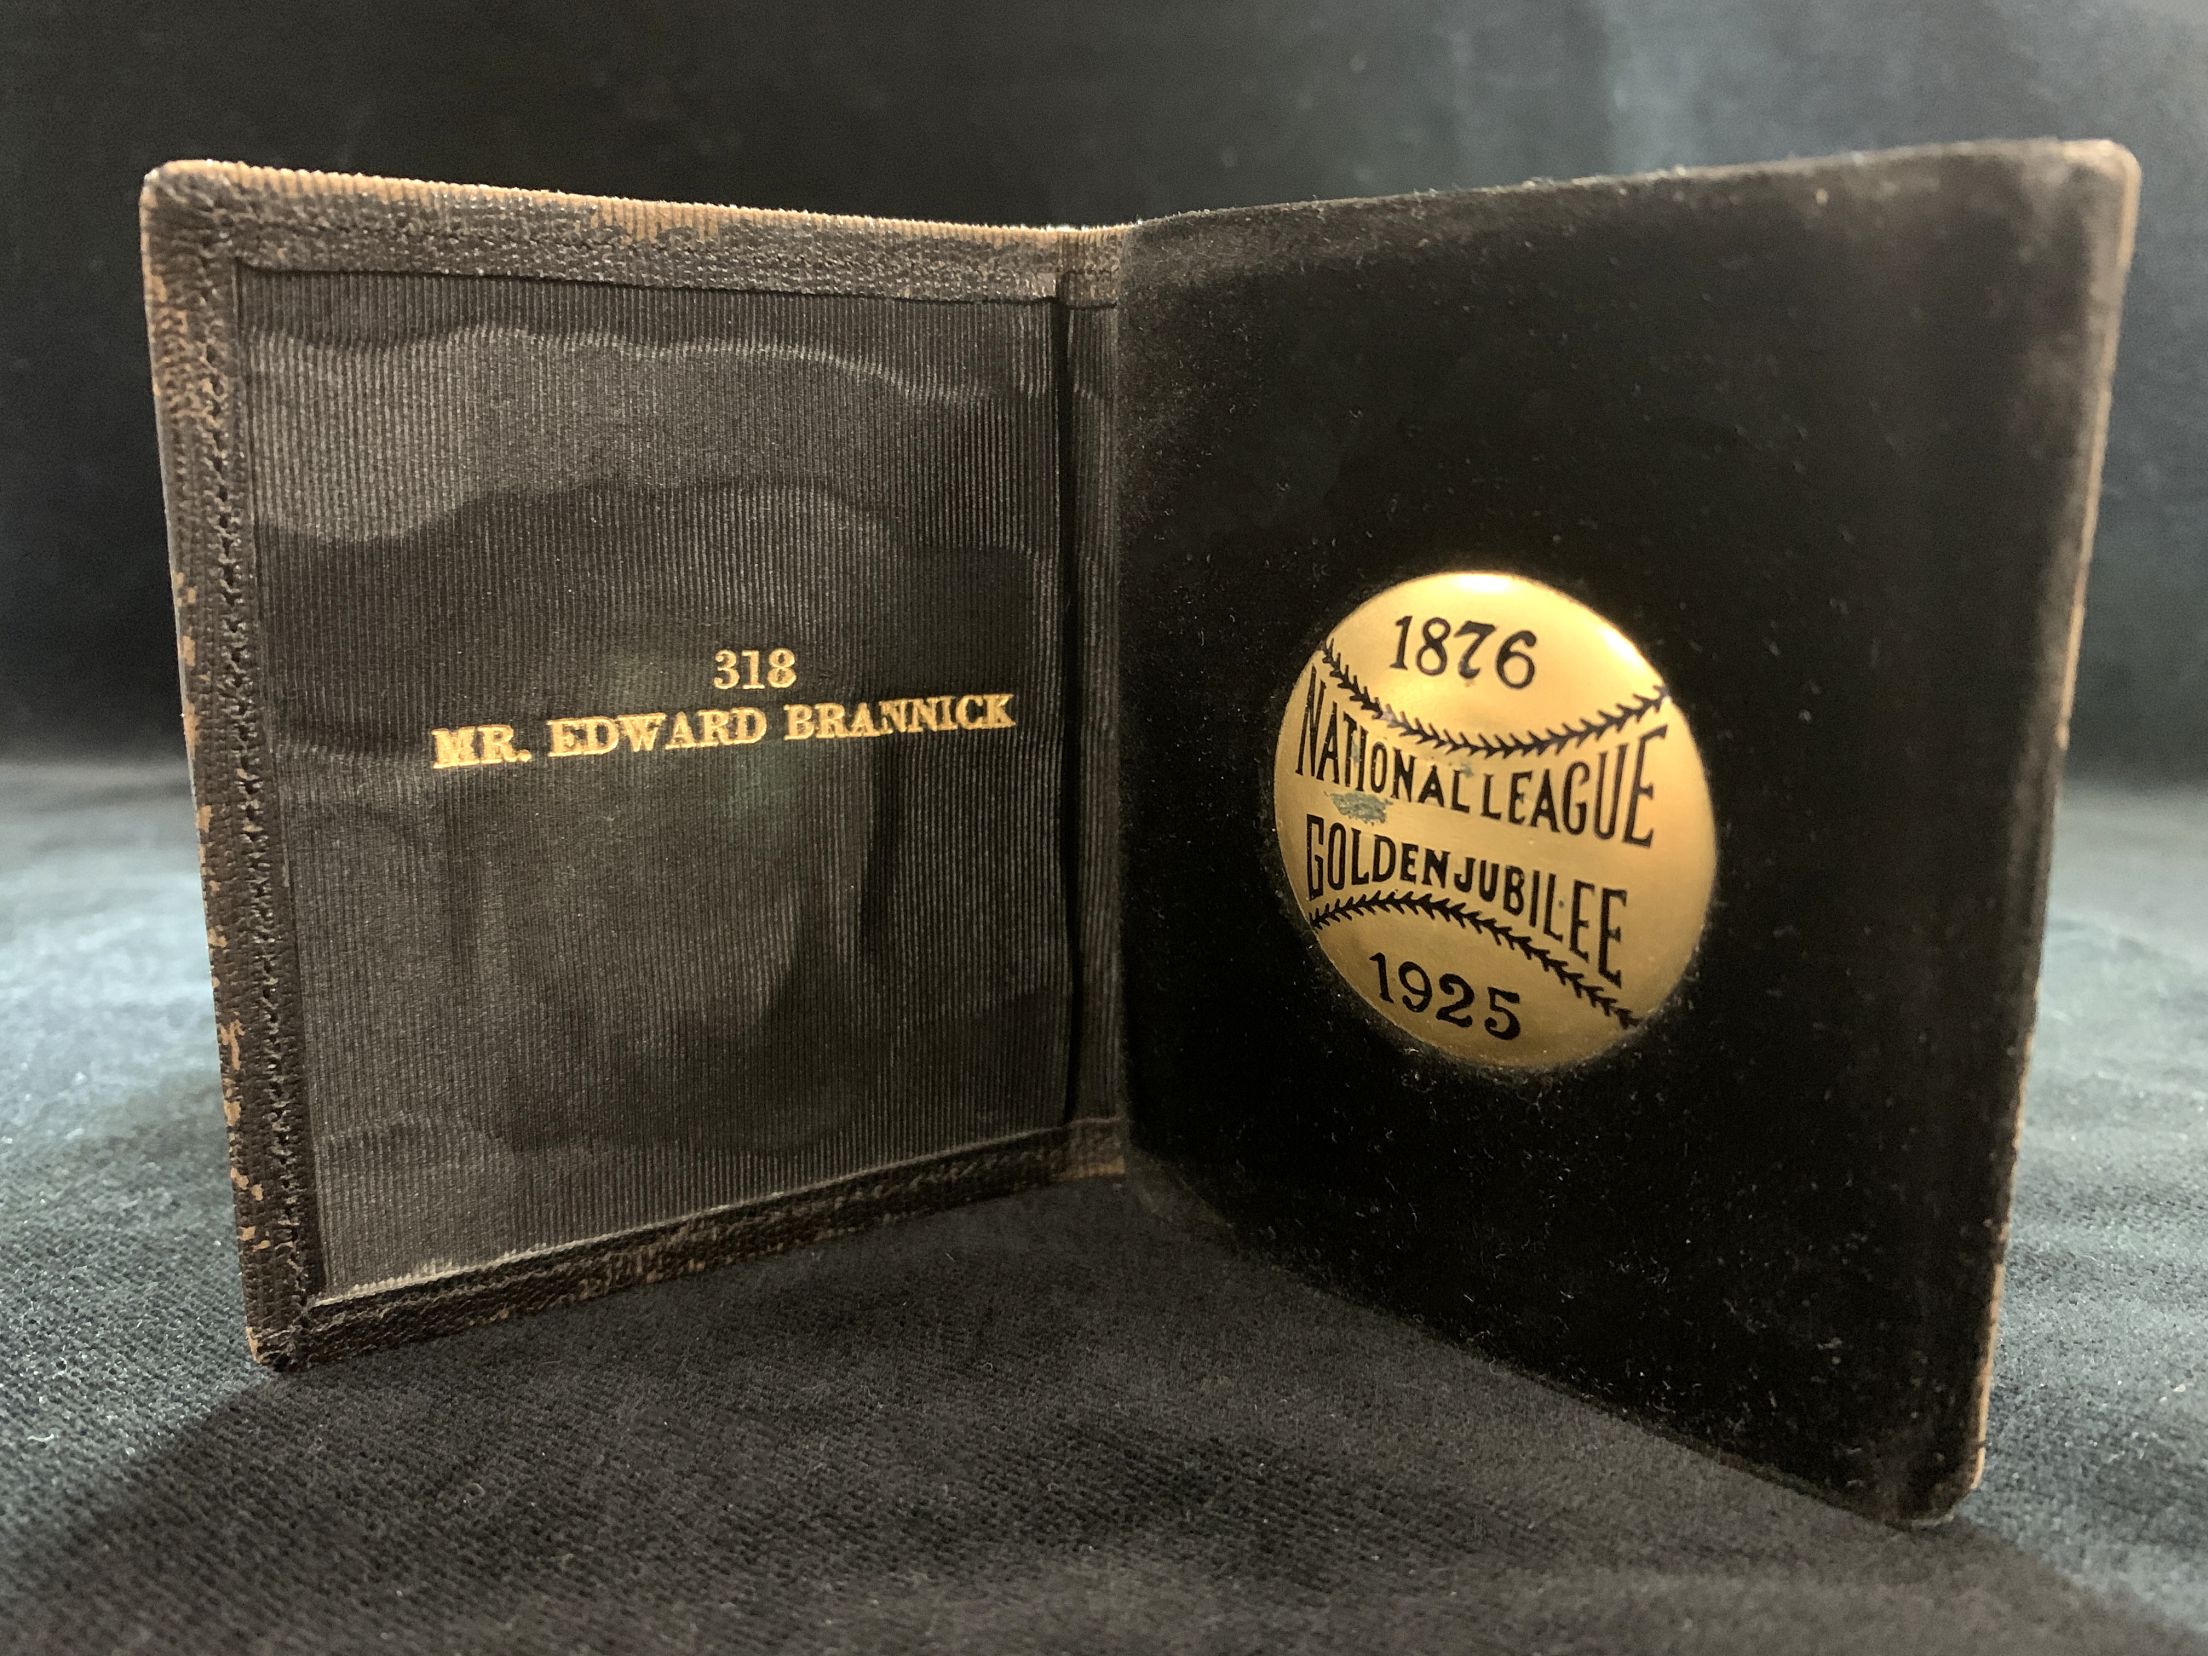 318
MR. EDWARD BRANNICK
1876
NATIONAL LEAGUE
GOLDEN JUBILEE
1925